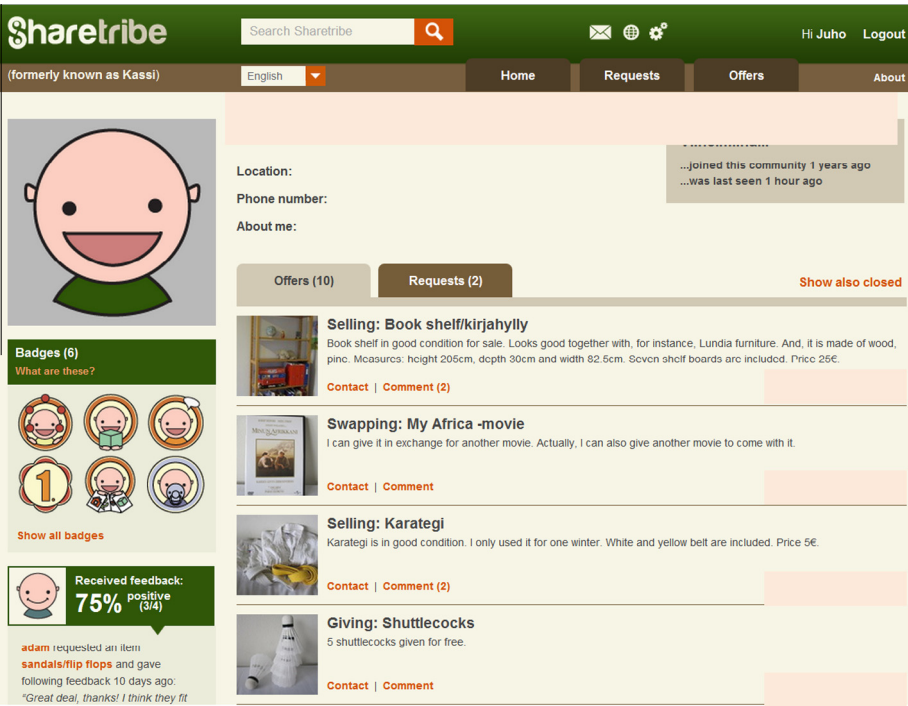 Sharetribe
Search Sharetribe
Hi Juho Logout
(formerly known as Kassi)
English
Home Requests Offers
About
...joined this community 1 years ago
...was last seen 1 hour ago
Location:
Phone number:
About me:
Offers (10) Requests (2)
Show also closed
Selling: Book shelf/kirjahylly
Book shelf in good condition for sale. Looks good together with, for instance, Lundia furniture. And, it is made of wood,
pine. Measures: height 205cm, depth 30cm and width 82.5cm. Seven shelf boards are included. Price 25€.
Contact | Comment (2)
Swapping: My Africa -movie
I can give it in exchange for another movie. Actually, I can also give another movie to come with it.
Contact | Comment
Selling: Karategi
Karategi is in good condition. I only used it for one winter. White and yellow belt are included. Price 5€.
Contact | Comment (2)
Giving: Shuttlecocks
5 shuttlecocks given for free.
Contact | Comment
Badges (6)
What are these?
1.
Show all badges
Received feedback:
75% positive
(3/4)
adam requested an item
sandals/flip flops and gave
following feedback 10 days ago:
"Great deal, thanks! I think they fit